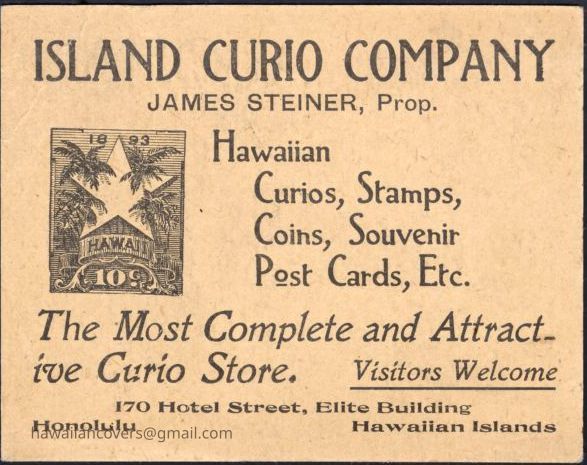 ISLAND CURIO COMPANY
JAMES STEINER, Prop.
1893
HAWAII
10c
Hawaiian
Curios, Stamps,
Coins, Souvenir
Post Cards, Etc.
The Most Complete and Attract-
ive Curio Store.
Visitors Welcome
170 Hotel Street, Elite Building
Honolulu Hawaiian Islands
hawaiiancovers@gmail.com